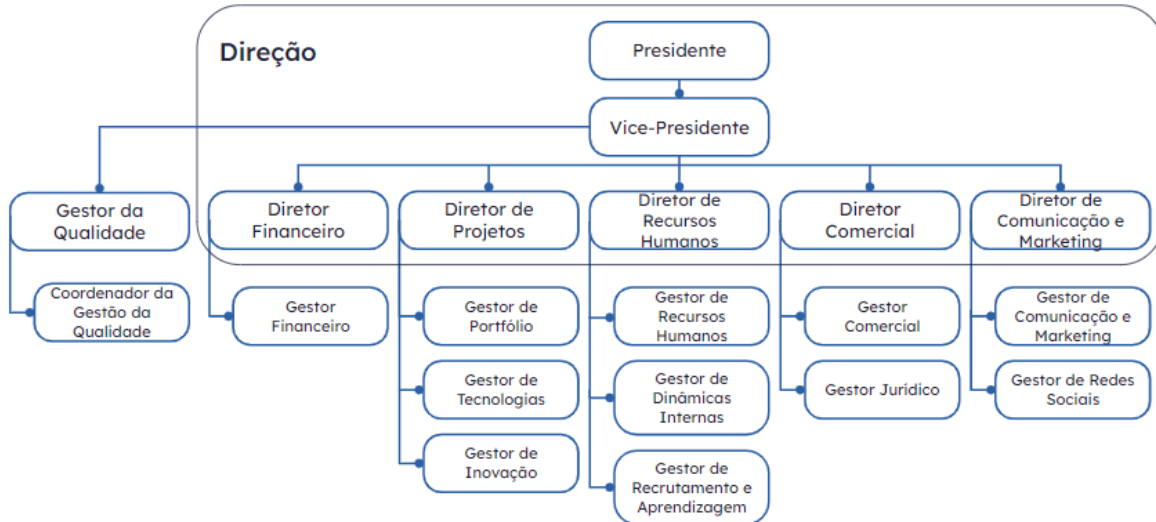 Direção
Presidente
Vice-Presidente
Gestor da
Qualidade
Diretor
Financeiro
Diretor de
Projetos
Diretor de
Recursos
Humanos
Diretor
Comercial
Diretor de
Comunicação e
Marketing
Coordenador da
Gestão da
Qualidade
Gestor
Financeiro
Gestor de
Portfólio
Gestor de
Recursos
Humanos
Gestor
Comercial
Gestor de
Comunicação e
Marketing
Gestor de
Tecnologias
Gestor de
Dinâmicas
Internas
Gestor Jurídico
Gestor de Redes
Sociais
Gestor de
Inovação
Gestor de
Recrutamento e
Aprendizagem